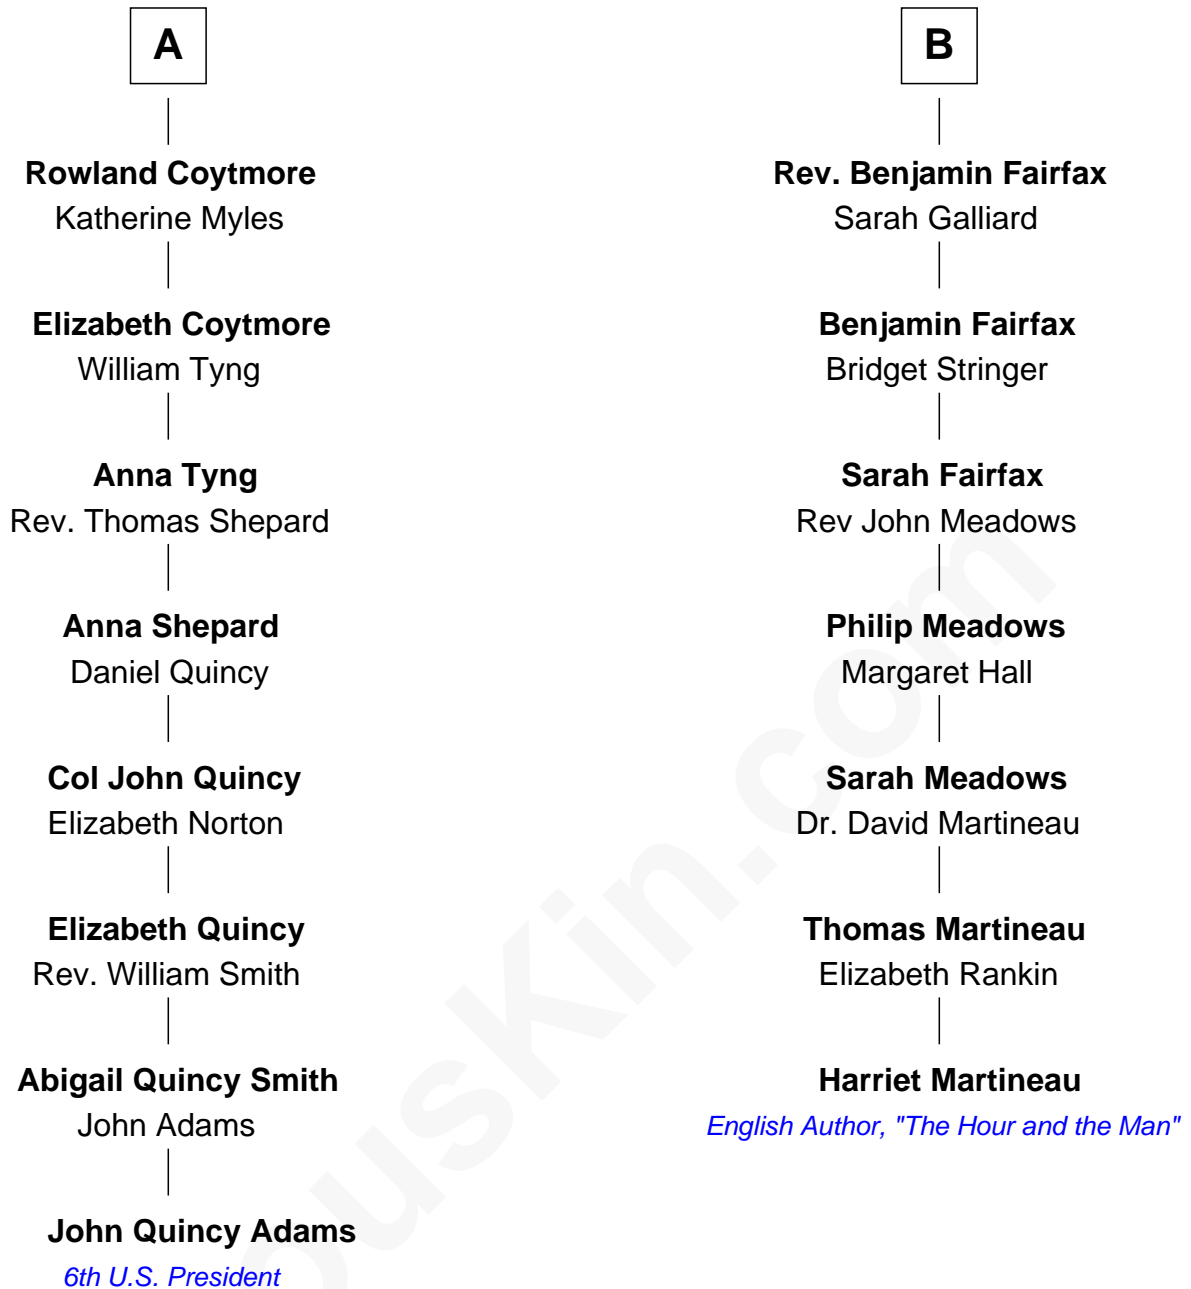 A
Rowland Coytmore
Katherine Myles
Elizabeth Coytmore
William Tyng
Anna Tyng
Rev. Thomas Shepard
Anna Shepard
Daniel Quincy
Col John Quincy
Elizabeth Norton
Elizabeth Quincy
Rev. William Smith
Abigail Quincy Smith
John Adams
John Quincy Adams
6th U.S. President
B
Rev. Benjamin Fairfax
Sarah Galliard
Benjamin Fairfax
Bridget Stringer
Sarah Fairfax
Rev John Meadows
Philip Meadows
Margaret Hall
Sarah Meadows
Dr. David Martineau
Thomas Martineau
Elizabeth Rankin
Harriet Martineau
English Author, "The Hour and the Man"
ousKin.com